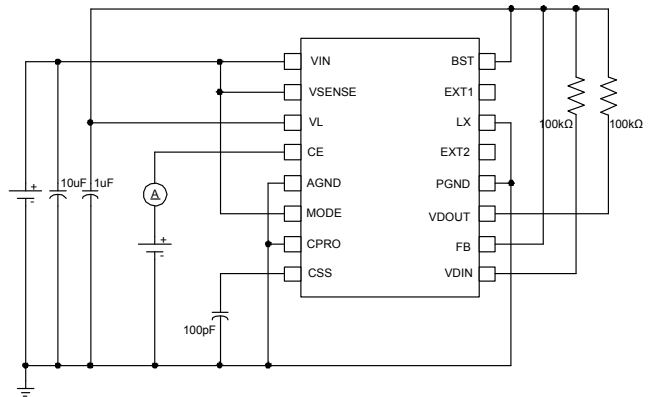 VIN
BST
VSENSE
EXT1
VL
LX
100kΩ
100kΩ
CE
EXT2
+
-
10uF
1uF
A
AGND
PGND
MODE
VDOUT
+
-
CPRO
FB
CSS
VDIN
100pF